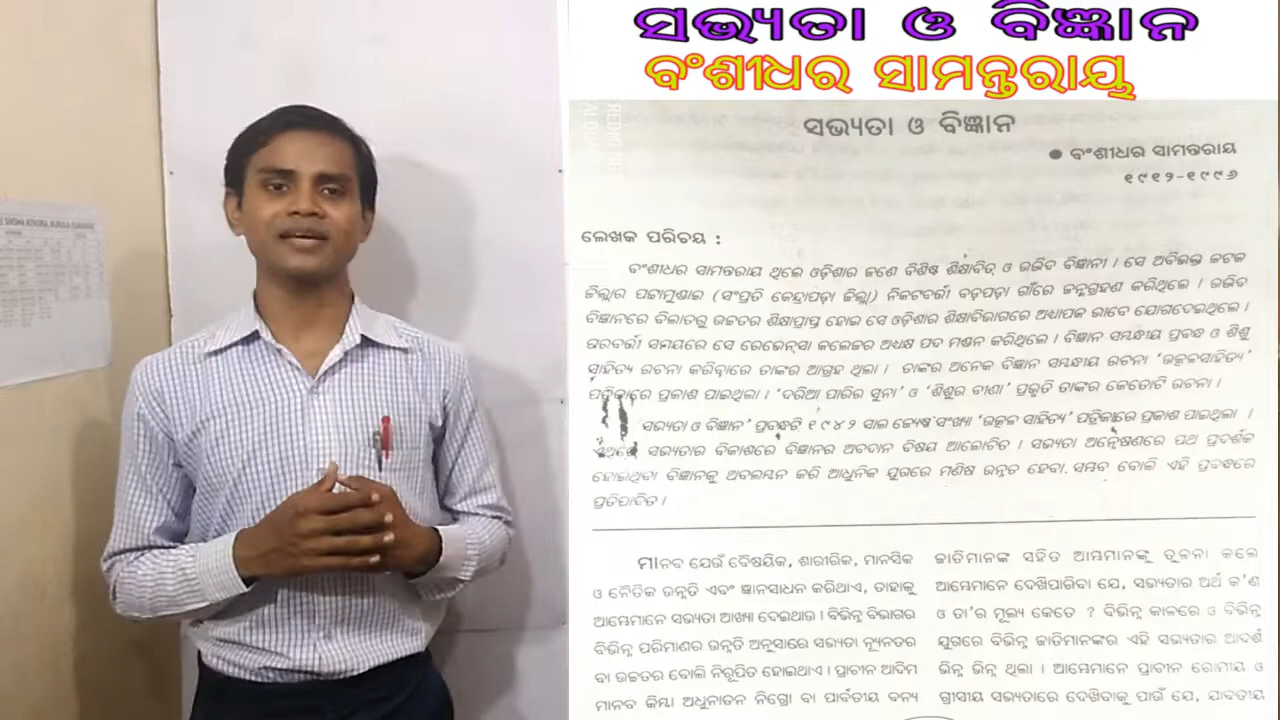 ସଭ୍ୟତା ଓ ବିଜ୍ଞାନ
ବଂଶୀଧର ସାମନ୍ତରାୟ
ସଭ୍ୟତା ଓ ବିଜ୍ଞାନ
● ବଂଶୀଧର ସାମନ୍ତରାୟ
୧୯୧୨-୧୯୯୬
ଲେଖକ ପରିଚୟ :
ବଂଶୀଧର ସାମନ୍ତରାୟ ଥିଲେ ଓଡ଼ିଶାର ଜଣେ ବିଶିଷ୍ଟ ଶିକ୍ଷାବିତ୍ ଓ ଉଦ୍ଭିଦ ବିଜ୍ଞାନୀ । ସେ ଅବିଭକ୍ତ କଟକ
ଜିଲ୍ଲାର ପଟ୍ଟାମୁଣ୍ଡାଇ (ସଂପ୍ରତି କେନ୍ଦ୍ରାପଡ଼ା ଜିଲ୍ଲା) ନିକଟବର୍ତ୍ତୀ ବଡ଼ପଡ଼ା ଗାଁରେ ଜନ୍ମଗ୍ରହଣ କରିଥିଲେ । ଉଦ୍ଭିଦ
ବିଜ୍ଞାନରେ ବିଲାତରୁ ଉଚ୍ଚତର ଶିକ୍ଷାପ୍ରାପ୍ତ ହୋଇ ସେ ଓଡ଼ିଶାର ଶିକ୍ଷାବିଭାଗରେ ଅଧ୍ୟାପକ ଭାବେ ଯୋଗଦେଇଥିଲେ ।
ପରବର୍ତ୍ତୀ ସମୟରେ ସେ ରେଭେନ୍ସା କଲେଜର ଅଧ୍ୟକ୍ଷ ପଦ ମଣ୍ଡନ କରିଥିଲେ । ବିଜ୍ଞାନ ସମ୍ବନ୍ଧୀୟ ପ୍ରବନ୍ଧ ଓ ଶିଶୁ
ସାହିତ୍ୟ ରଚନା କରିବାରେ ତାଙ୍କର ଆଗ୍ରହ ଥିଲା । ତାଙ୍କର ଅନେକ ବିଜ୍ଞାନ ସମ୍ବନ୍ଧୀୟ ରଚନା ‘ଉତ୍କଳସାହିତ୍ୟ’
ପତ୍ରିକାରେ ପ୍ରକାଶ ପାଇଥିଲା । ‘ଦରିଆ ପାରିର ସୁନା’ ଓ ‘ଶିଶୁର ବୀଣା’ ପ୍ରଭୃତି ତାଙ୍କର କେତୋଟି ରଚନା ।
ସଭ୍ୟତା ଓ ବିଜ୍ଞାନ’ ପ୍ରବନ୍ଧଟି ୧୯୪୨ ସାଲ ଜ୍ୟେଷ୍ଠ ସଂଖ୍ୟା ‘ଉତ୍କଳ ସାହିତ୍ୟ’ ପତ୍ରିକାରେ ପ୍ରକାଶ ପାଇଥିଲା ।
ସଭ୍ୟତାର ବିକାଶରେ ବିଜ୍ଞାନର ଅବଦାନ ବିଷୟ ଆଲୋଚିତ । ସଭ୍ୟତା ଅନ୍ୱେଷଣରେ ପଥ ପ୍ରଦର୍ଶକ
ହୋଇଥିବା ବିଜ୍ଞାନକୁ ଅବଲମ୍ବନ କରି ଆଧୁନିକ ଯୁଗରେ ମଣିଷ ଉନ୍ନତ ହେବା ସମ୍ଭବ ବୋଲି ଏହି ପ୍ରବନ୍ଧରେ
ପ୍ରତିପାଦିତ ।
ମାନବ ଯେଉଁ ବୈଷୟିକ, ଶାରୀରିକ, ମାନସିକ
ଓ ନୈତିକ ଉନ୍ନତି ଏବଂ ଜ୍ଞାନସାଧନ କରିଥାଏ, ତାହାକୁ
ଆମ୍ଭେମାନେ ସଭ୍ୟତା ଆଖ୍ୟା ଦେଇଥାଉ । ବିଭିନ୍ନ ବିଭାଗର
ବିଭିନ୍ନ ପରିମାଣର ଉନ୍ନତି ଅନୁସାରେ ସଭ୍ୟତା ନ୍ୟୂନତର
ବା ଉଚ୍ଚତର ବୋଲି ନିରୂପିତ ହୋଇଥାଏ । ପ୍ରାଚୀନ ଆଦିମ
ମାନବ କିମ୍ବା ଅଧୁନାତନ ନିଗ୍ରୋ ବା ପାର୍ବତୀୟ ବନ୍ୟ
ଜାତିମାନଙ୍କ ସହିତ ଆମ୍ଭମାନଙ୍କୁ ତୁଳନା କଲେ
ଆମ୍ଭେମାନେ ଦେଖିପାରିବା ଯେ, ସଭ୍ୟତାର ଅର୍ଥ କ'ଣ
ଓ ତା'ର ମୂଲ୍ୟ କେତେ ? ବିଭିନ୍ନ କାଳରେ ଓ ବିଭିନ୍ନ
ଯୁଗରେ ବିଭିନ୍ନ ଜାତିମାନଙ୍କର ଏହି ସଭ୍ୟତାର ଆଦର୍ଶ
ଭିନ୍ନ ଭିନ୍ନ ଥିଲା । ଆମ୍ଭେମାନେ ପ୍ରାଚୀନ ରୋମୀୟ ଓ
ଗ୍ରୀସୀୟ ସଭ୍ୟତାରେ ଦେଖିବାକୁ ପାଉଁ ଯେ, ଯାବତୀୟ